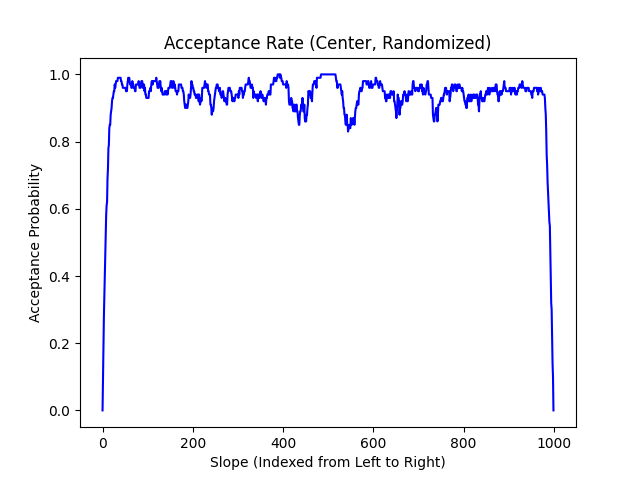 Acceptance Rate (Center, Randomized)
1.0
0.8
0.6
0.4
0.2
0.0
Acceptance Probability
0 200 400 600 800 1000
Slope (Indexed from Left to Right)